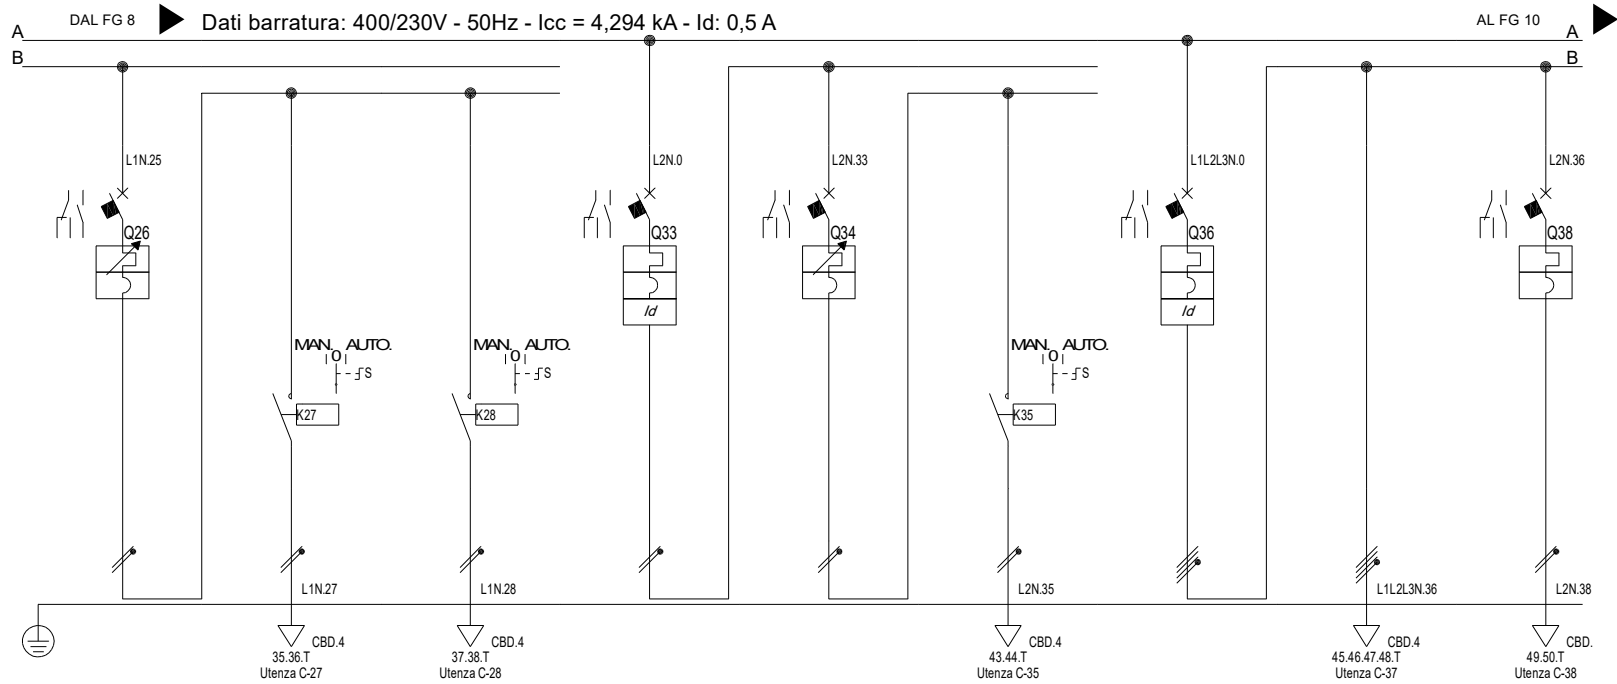 DAL FG 8
Dati barratura: 400/230V - 50Hz - Icc = 4,294 kA - Id: 0,5 A
AL FG 10
A
A
B
B
L1N.25
L2N.0
L2N.33
L1L2L3N.0
L2N.36
Q26
Q33
Q34
Q36
Q38
Id
Id
MAN. 0 AUTO.
MAN. 0 AUTO.
MAN. 0 AUTO.
S
S
S
K27
K28
K35
L1N.27
L1N.28
L2N.35
L1L2L3N.36
L2N.38
CBD.4
CBD.4
CBD.4
CBD.4
CBD.
35.36.T
37.38.T
43.44.T
45.46.47.48.T
49.50.T
Utenza C-27
Utenza C-28
Utenza C-35
Utenza C-37
Utenza C-38